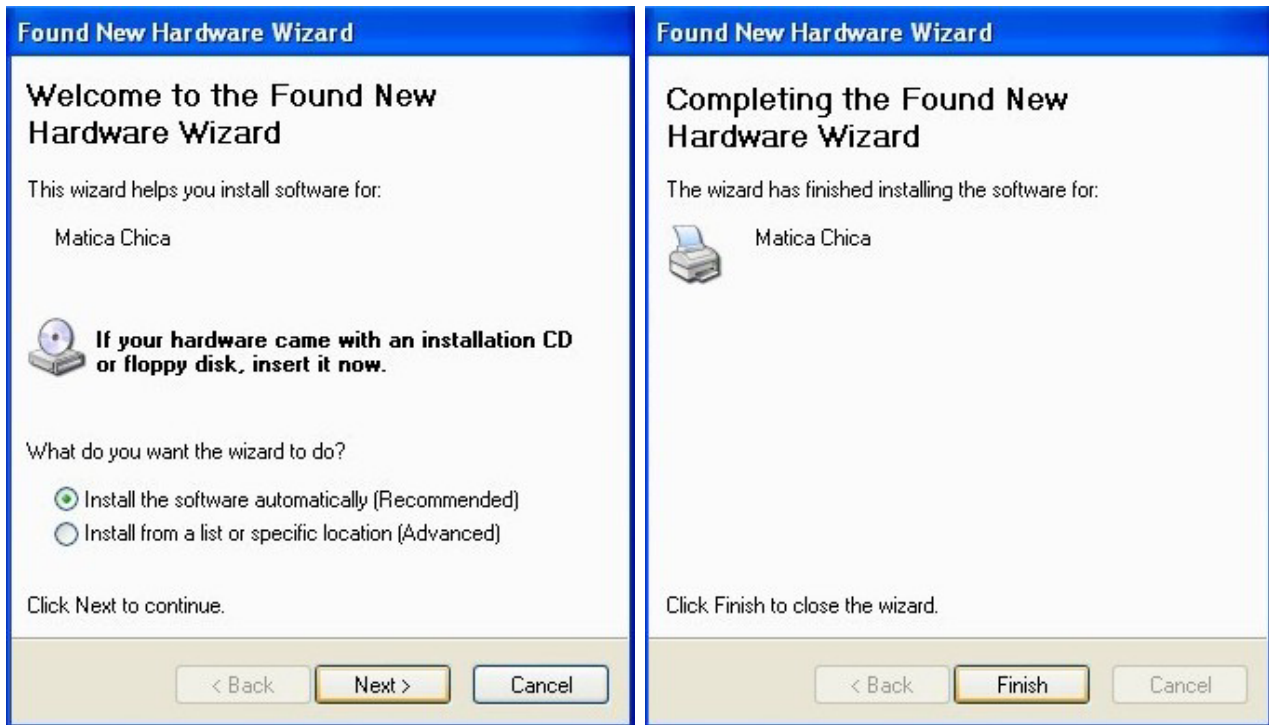 Found New Hardware Wizard
Welcome to the Found New
Hardware Wizard
This wizard helps you install software for:
Matica Chica
If your hardware came with an installation CD
or floppy disk, insert it now.
What do you want the wizard to do?
Install the software automatically (Recommended)
Install from a list or specific location (Advanced)
Click Next to continue.
< Back
Next >
Cancel
Found New Hardware Wizard
Completing the Found New
Hardware Wizard
The wizard has finished installing the software for:
Matica Chica
Click Finish to close the wizard.
< Back
Finish
Cancel